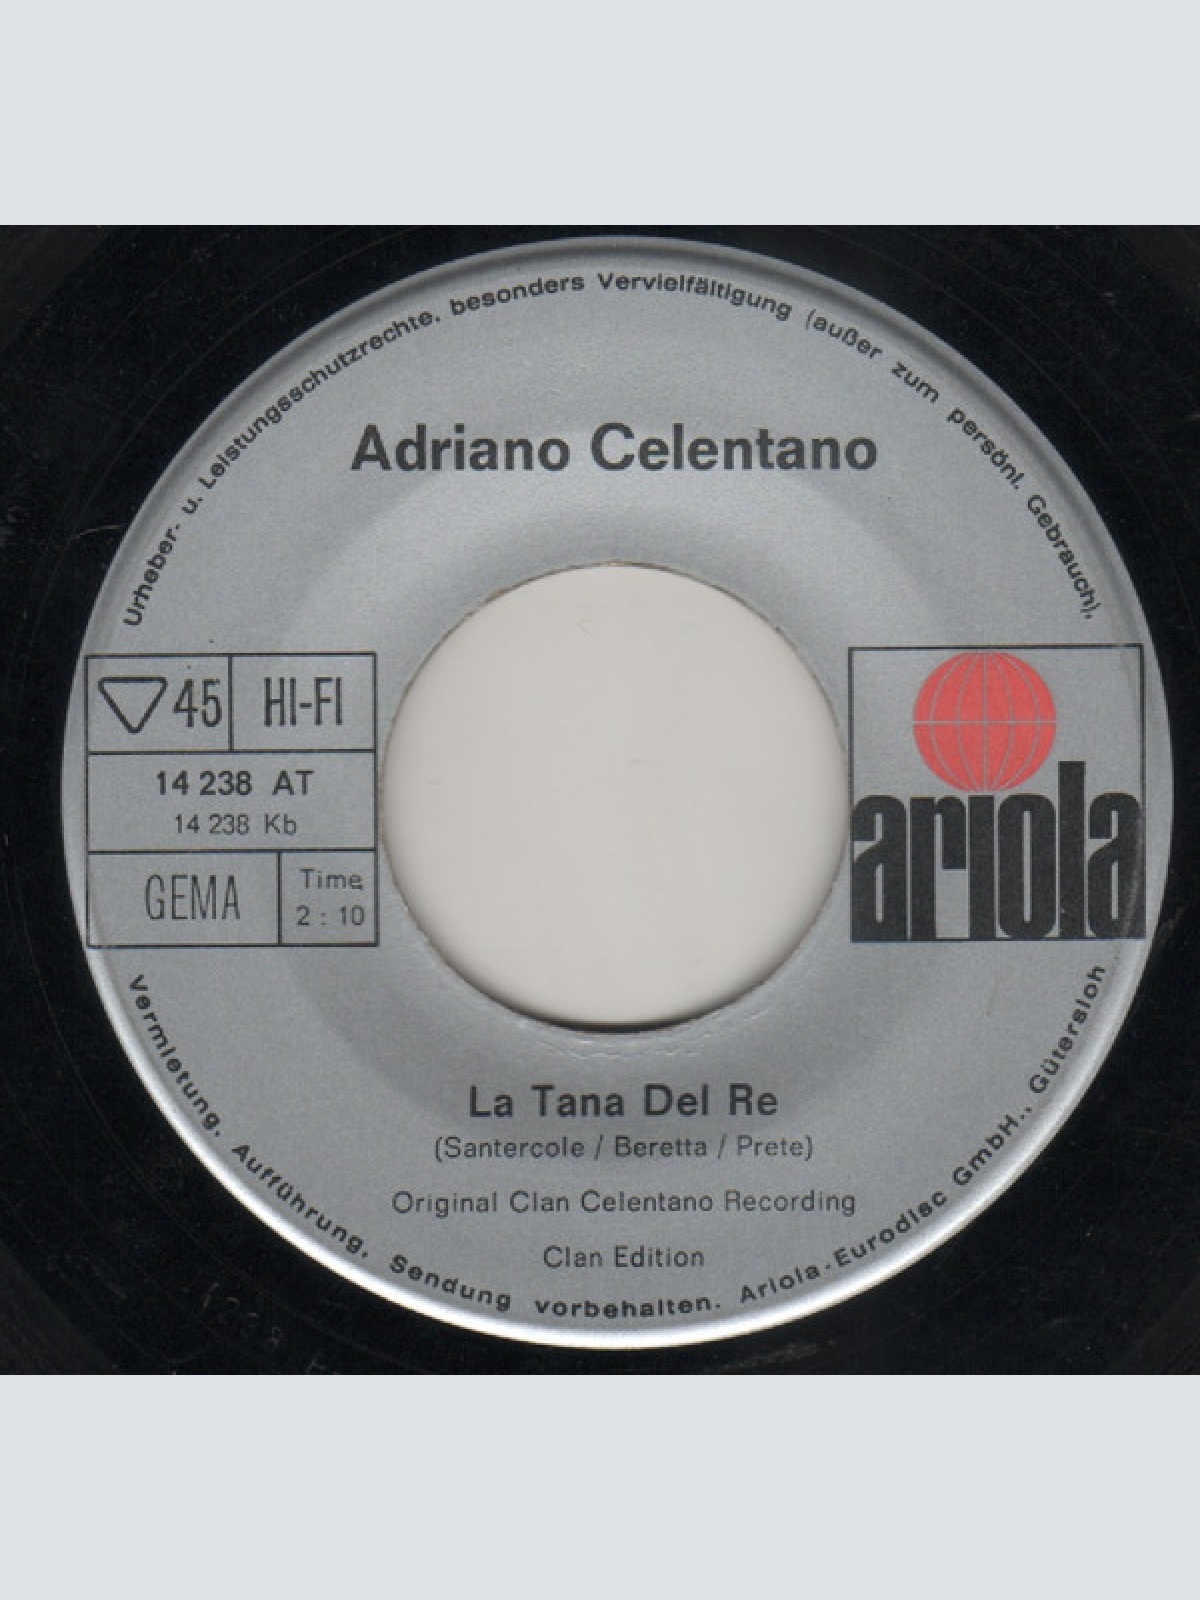 Urheber- u. Leistungsschutzrechte, besonders Vervielfältigung (außer zum persönl. Gebrauch),
Adriano Celentano
45 HI-FI
14 238 AT
14 238 Kb
GEMA
Time
2 : 10
ariola
La Tana Del Re
(Santercole / Beretta / Prete)
Original Clan Celentano Recording
Clan Edition
Vermietung, Aufführung, Sendung vorbehalten. Ariola-Eurodisc GmbH., Gütersloh